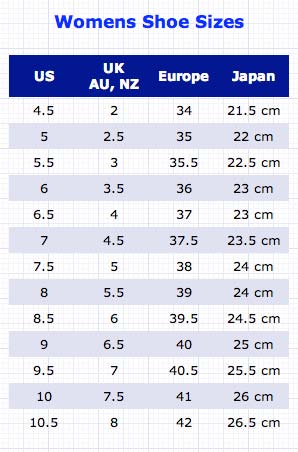 Womens Shoe Sizes
US UK AU, NZ Europe Japan
4.5 2 34 21.5 cm
5 2.5 35 22 cm
5.5 3 35.5 22.5 cm
6 3.5 36 23 cm
6.5 4 37 23 cm
7 4.5 37.5 23.5 cm
7.5 5 38 24 cm
8 5.5 39 24 cm
8.5 6 39.5 24.5 cm
9 6.5 40 25 cm
9.5 7 40.5 25.5 cm
10 7.5 41 26 cm
10.5 8 42 26.5 cm